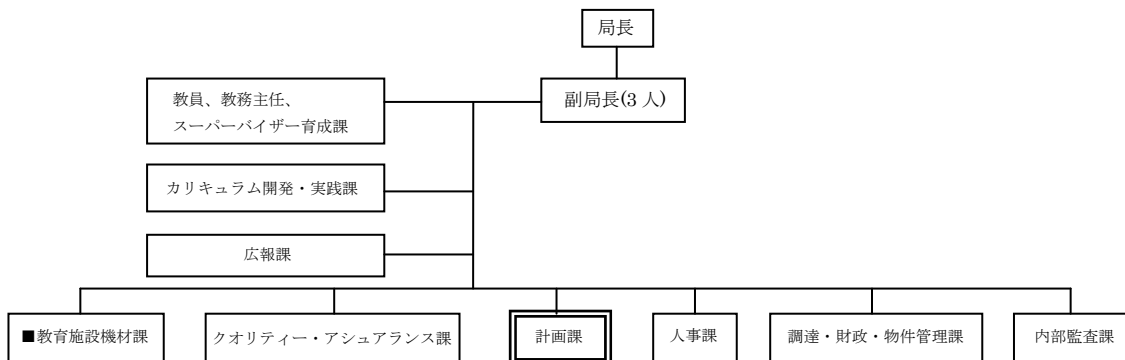 局長
副局長(3 人)
教員、教務主任、
スーパーバイザー育成課
カリキュラム開発・実践課
広報課
■教育施設機材課
クオリティー・アシュアランス課
計画課
人事課
調達・財政・物件管理課
内部監査課